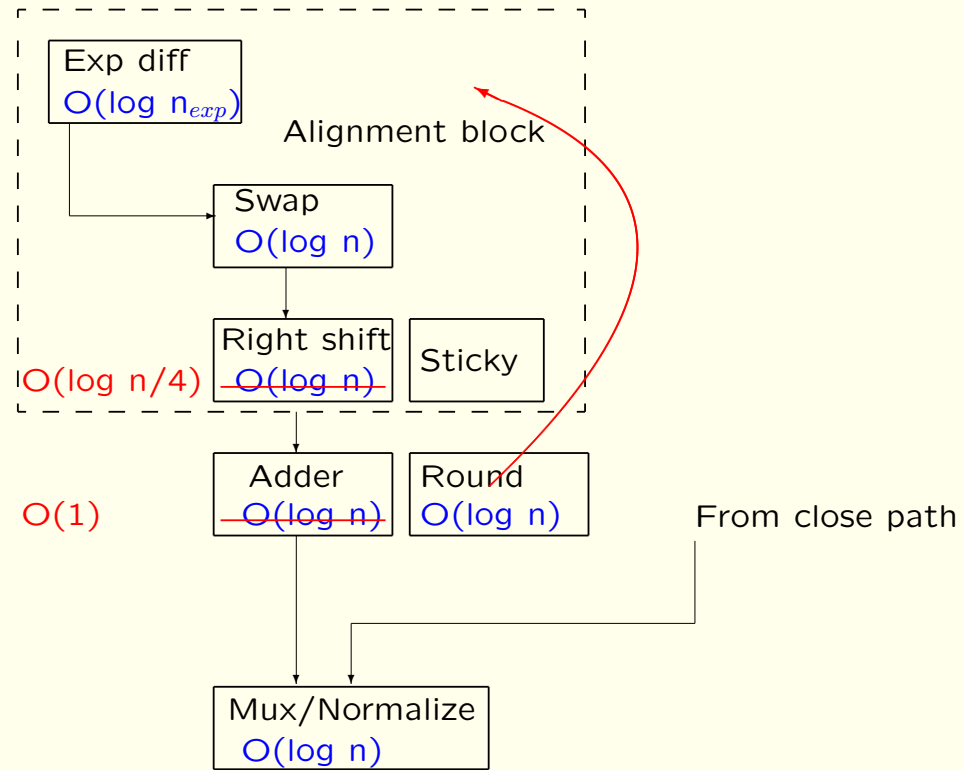 Exp diff
O(log n_exp)
Alignment block
Swap
O(log n)
Right shift
O(log n/4)
O(log n)
Sticky
Adder
Round
O(1)
O(log n)
O(log n)
From close path
Mux/Normalize
O(log n)